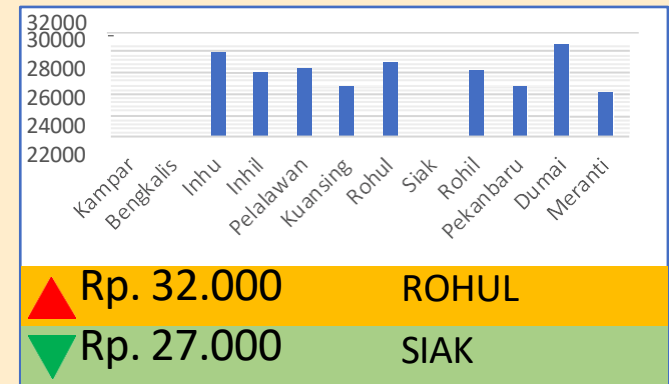 32000
30000
28000
26000
24000
22000
Kampar
Bengkalis
Inhu
Inhil
Pelalawan
Kuansing
Rohul
Siak
Rohil
Pekanbaru
Dumai
Meranti
Rp. 32.000 ROHUL
Rp. 27.000 SIAK